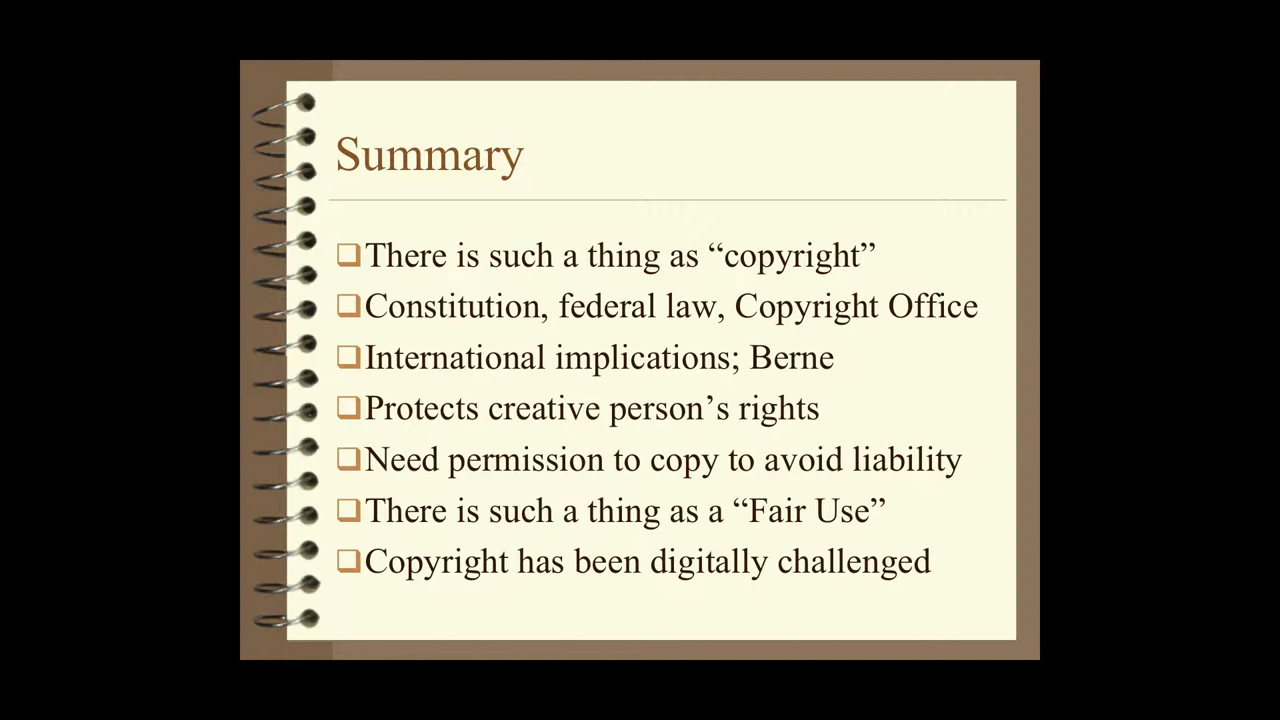 Summary
There is such a thing as “copyright”
Constitution, federal law, Copyright Office
International implications; Berne
Protects creative person’s rights
Need permission to copy to avoid liability
There is such a thing as a “Fair Use”
Copyright has been digitally challenged